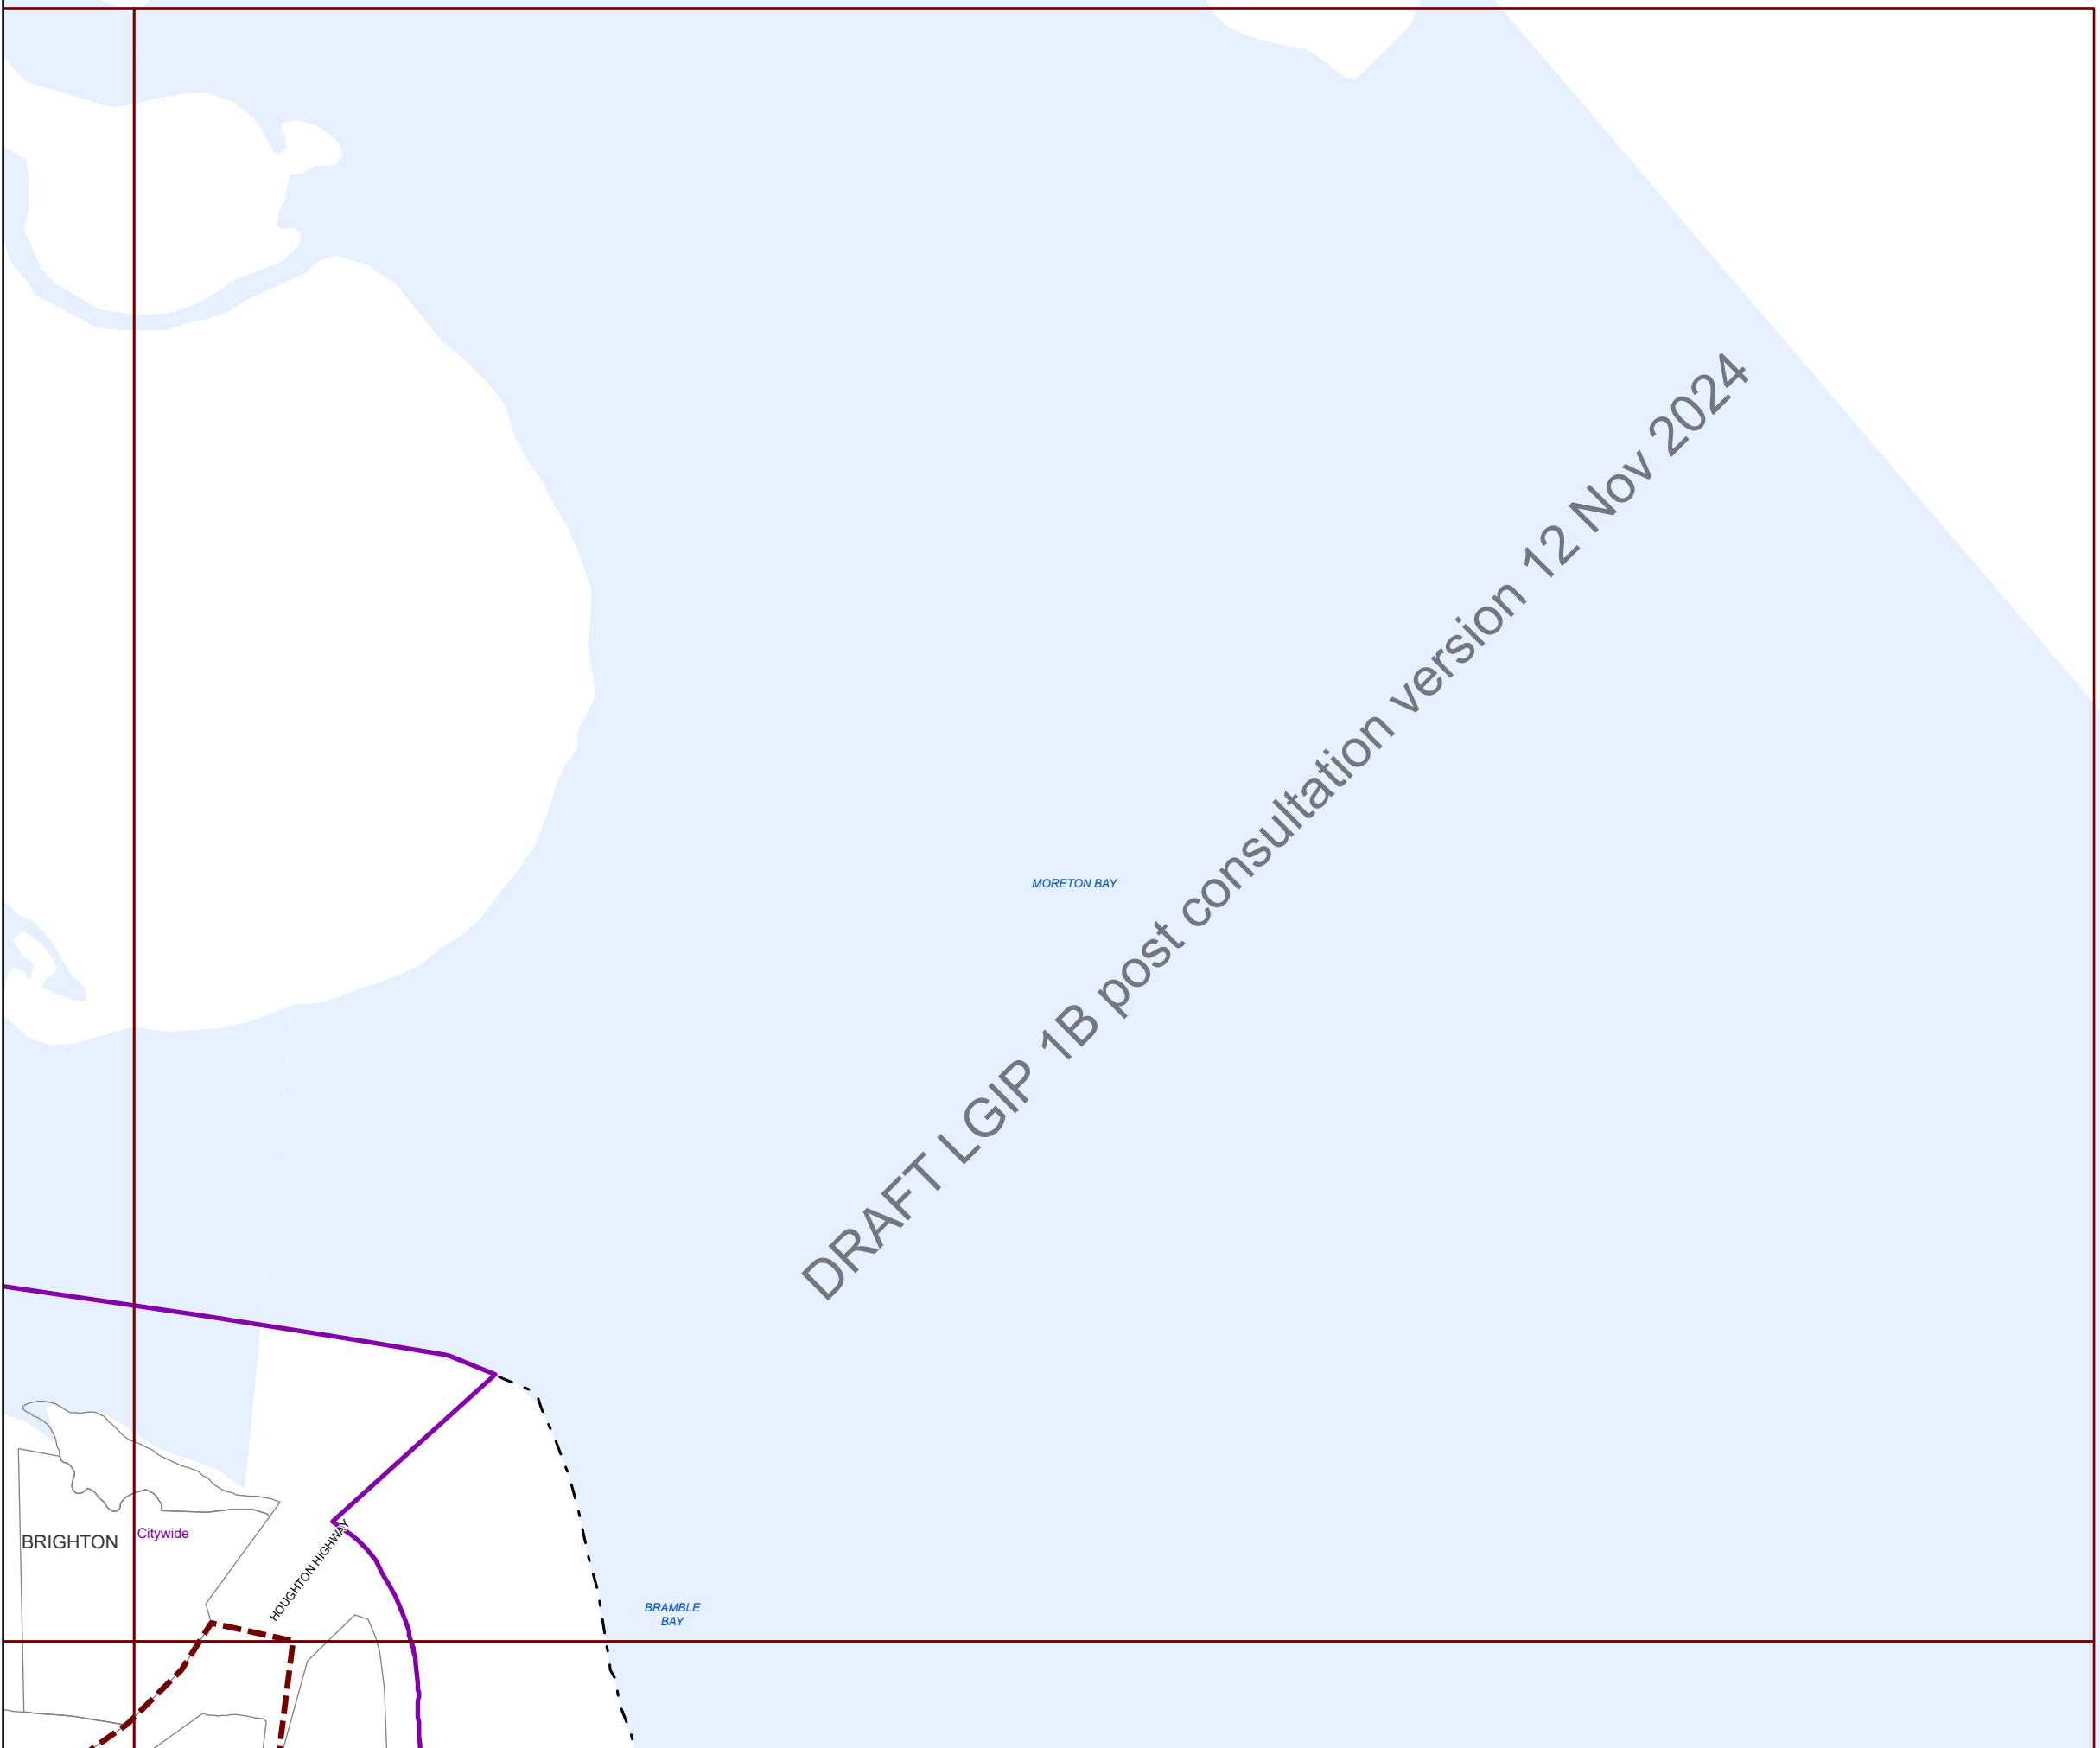 DRAFT LGIP 1B post consultation version 12 Nov 2024
MORETON BAY
Citywide
BRIGHTON
HOUGHTON HIGHWAY
BRAMBLE
BAY